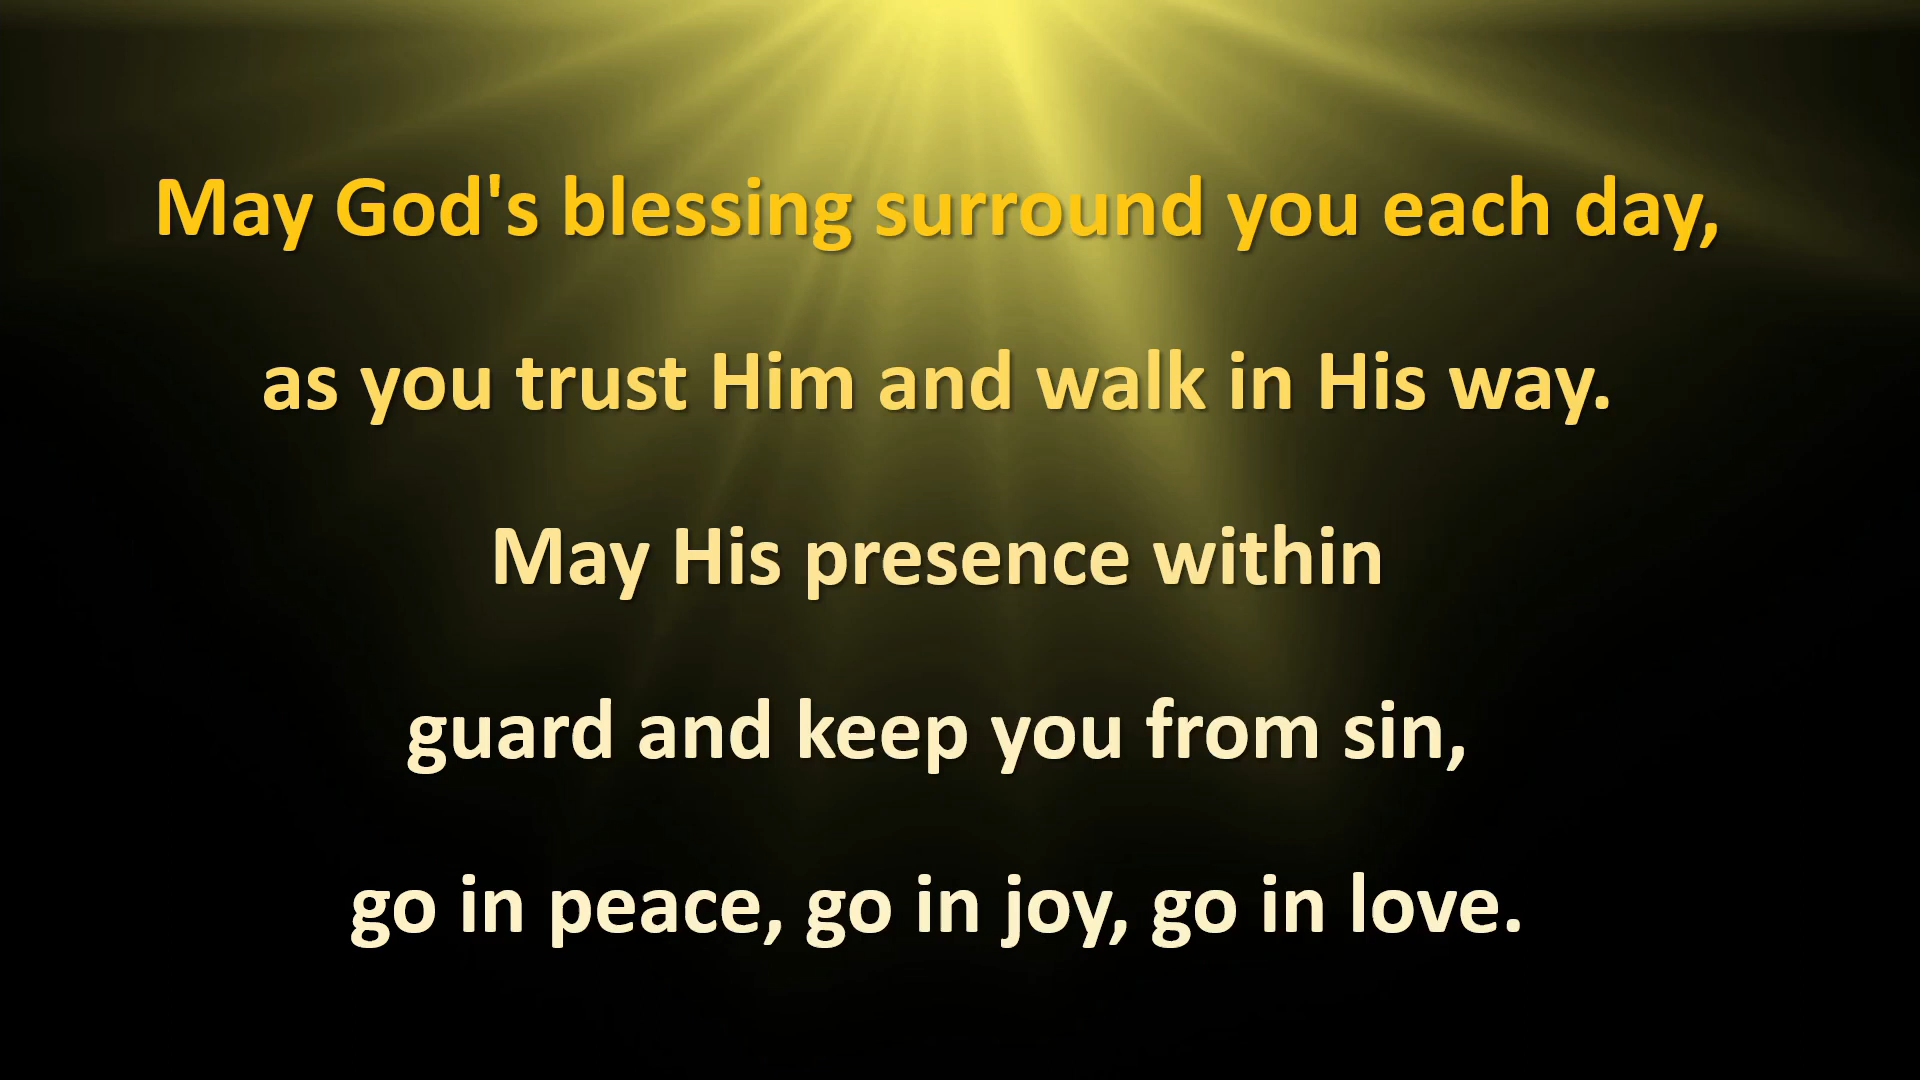 May God's blessing surround you each day,
as you trust Him and walk in His way.
May His presence within
guard and keep you from sin,
go in peace, go in joy, go in love.